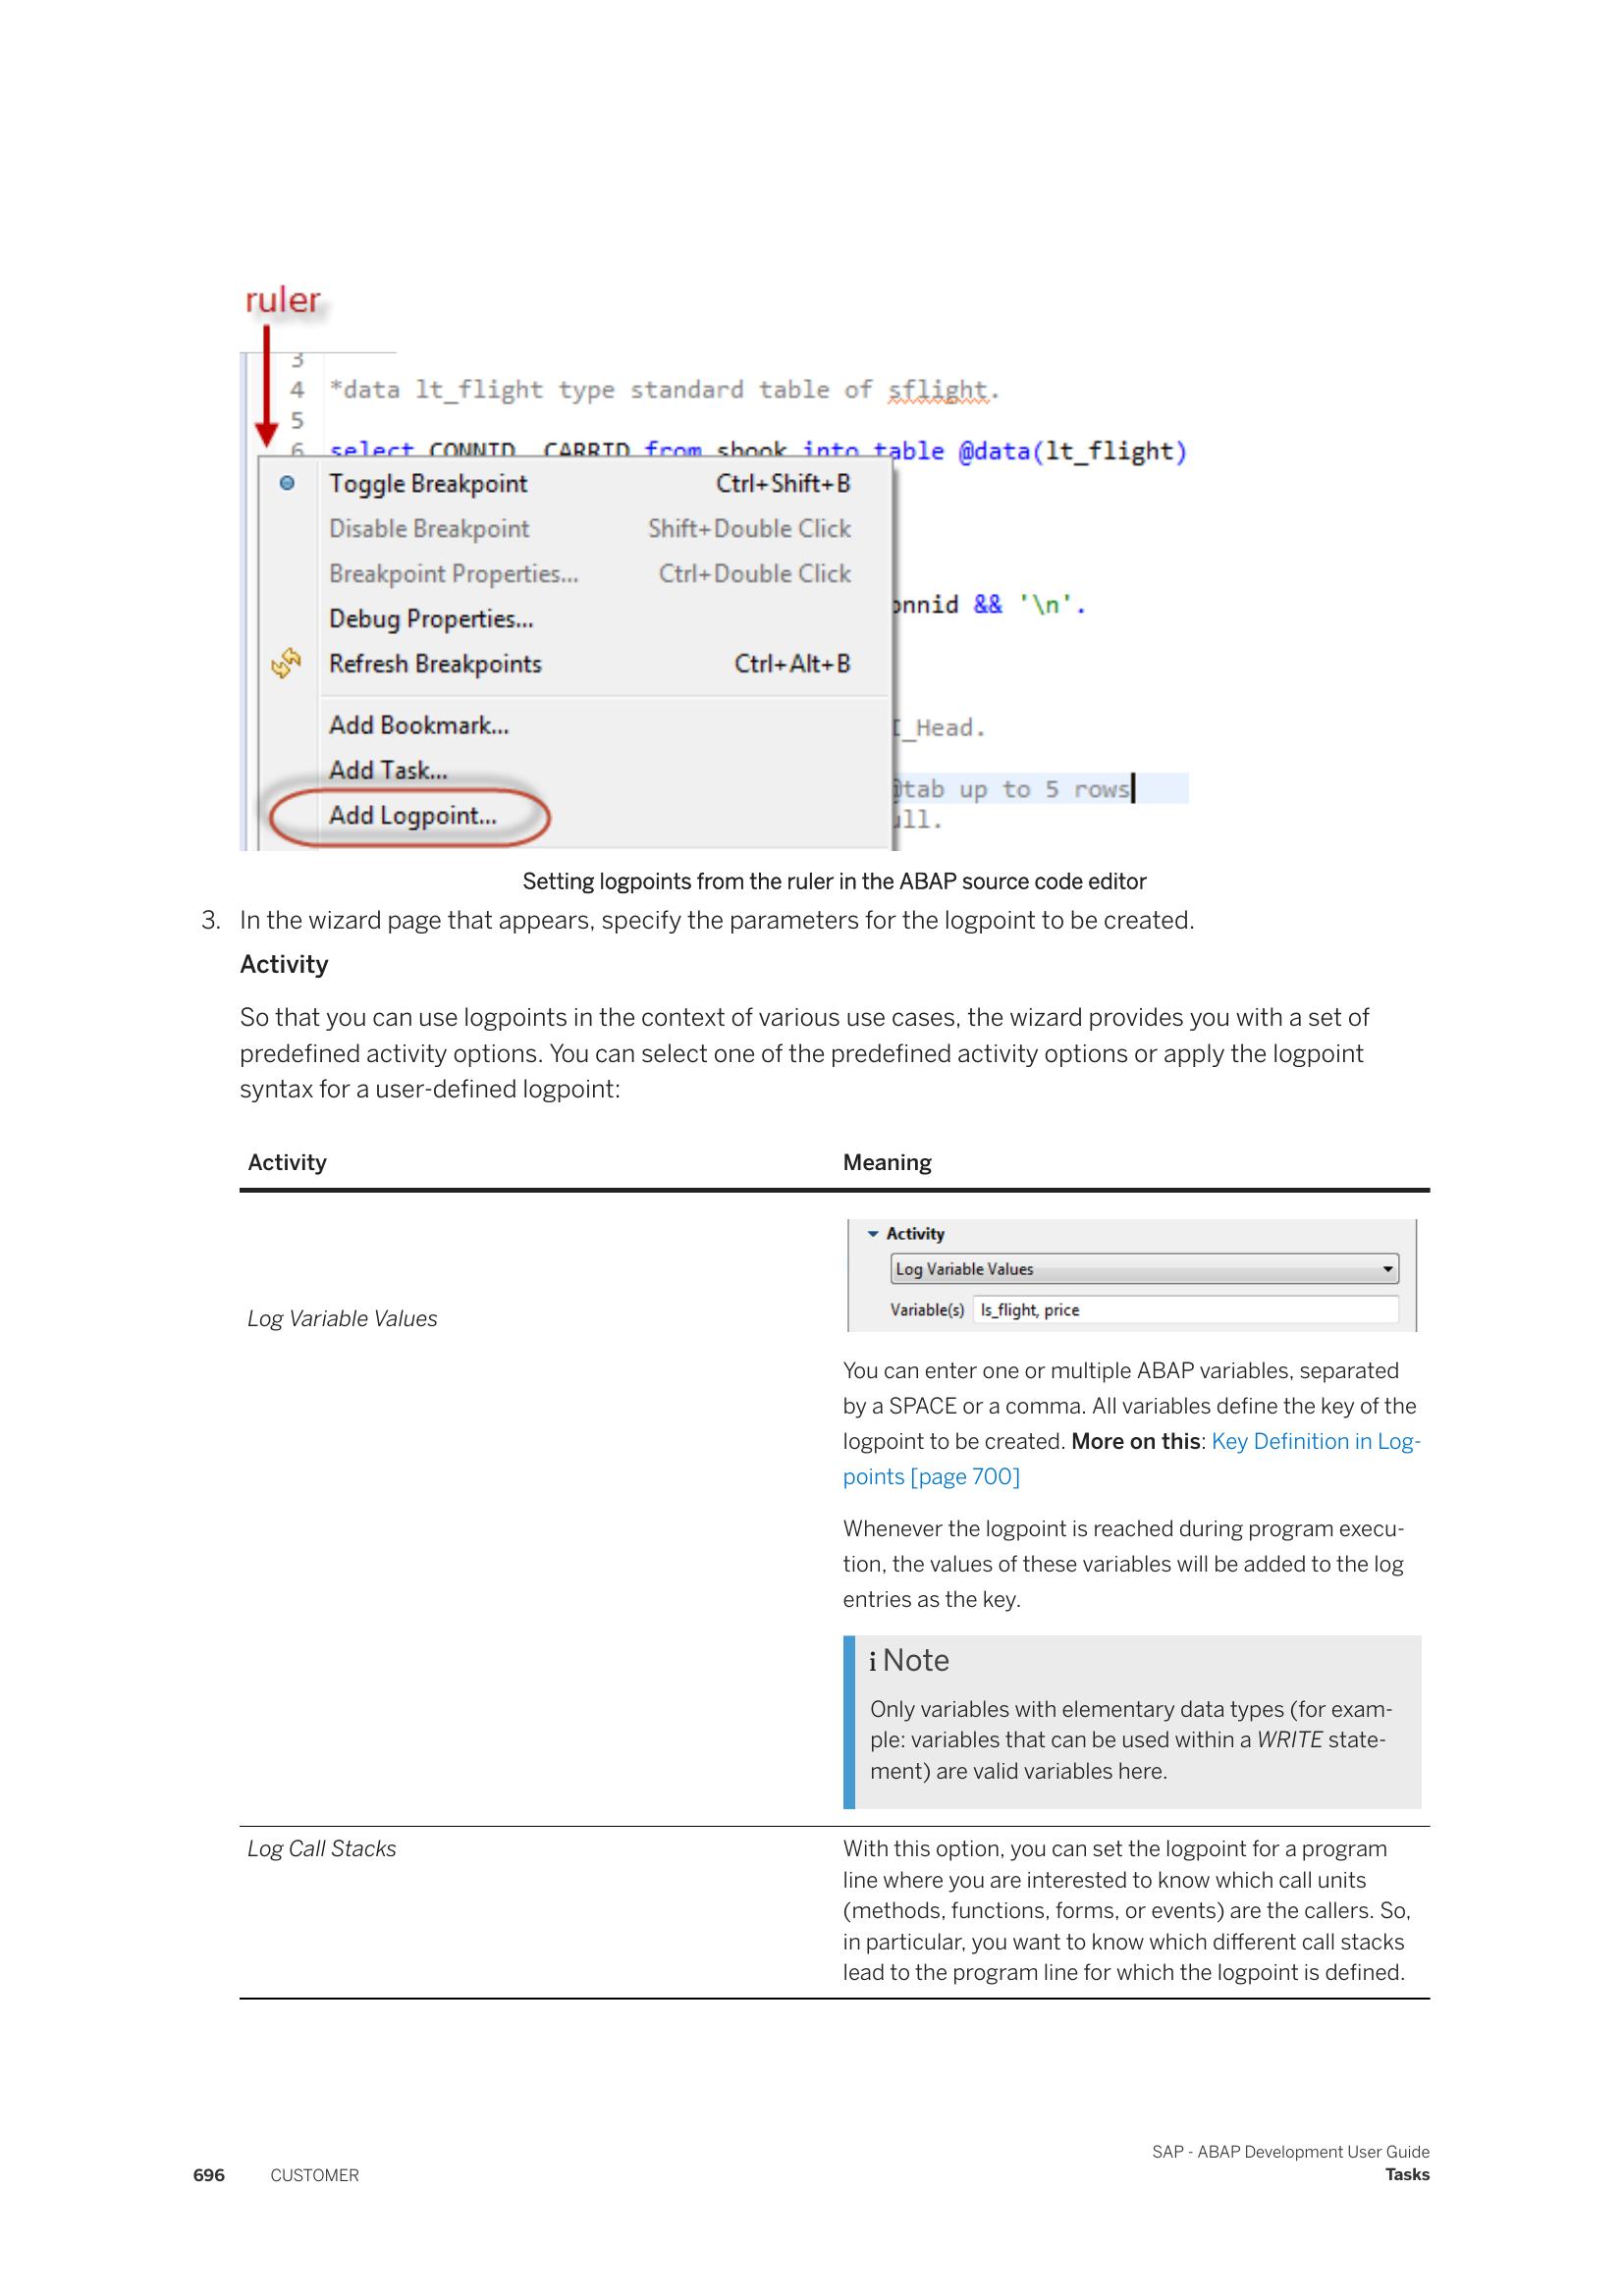 ruler
3
4 *data lt_flight type standard table of sflight.
5
6 select CONNID CARRID from sbook into table @data(lt_flight)
Toggle Breakpoint Ctrl+Shift+B
Disable Breakpoint Shift+Double Click
Breakpoint Properties... Ctrl+Double Click
onnid && '\n'.
Debug Properties...
Refresh Breakpoints Ctrl+Alt+B
Add Bookmark... _Head.
Add Task...
@tab up to 5 rows
Add Logpoint... ull.
Setting logpoints from the ruler in the ABAP source code editor
3. In the wizard page that appears, specify the parameters for the logpoint to be created.
Activity
So that you can use logpoints in the context of various use cases, the wizard provides you with a set of
predefined activity options. You can select one of the predefined activity options or apply the logpoint
syntax for a user-defined logpoint:
Activity Meaning
Activity
Log Variable Values
Variable(s) ls_flight, price
Log Variable Values
You can enter one or multiple ABAP variables, separated
by a SPACE or a comma. All variables define the key of the
logpoint to be created. More on this: Key Definition in Log-
points [page 700]
Whenever the logpoint is reached during program execu-
tion, the values of these variables will be added to the log
entries as the key.
i Note
Only variables with elementary data types (for exam-
ple: variables that can be used within a WRITE state-
ment) are valid variables here.
Log Call Stacks With this option, you can set the logpoint for a program
line where you are interested to know which call units
(methods, functions, forms, or events) are the callers. So,
in particular, you want to know which different call stacks
lead to the program line for which the logpoint is defined.
SAP - ABAP Development User Guide
696 CUSTOMER Tasks